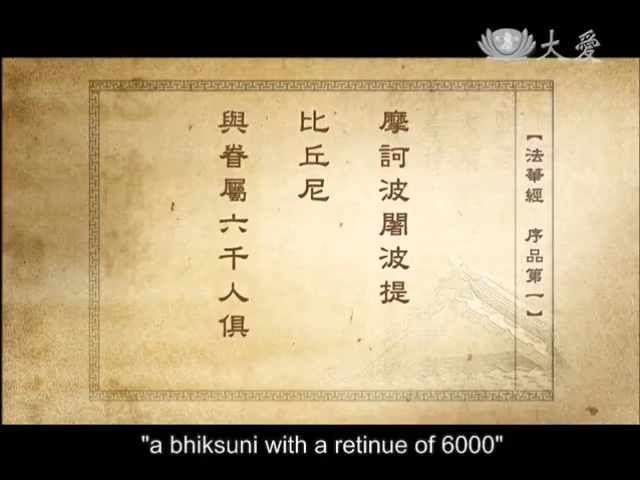 大愛
【法華經 序品第一】
摩訶波闍波提
比丘尼
與眷屬六千人俱
"a bhiksuni with a retinue of 6000"